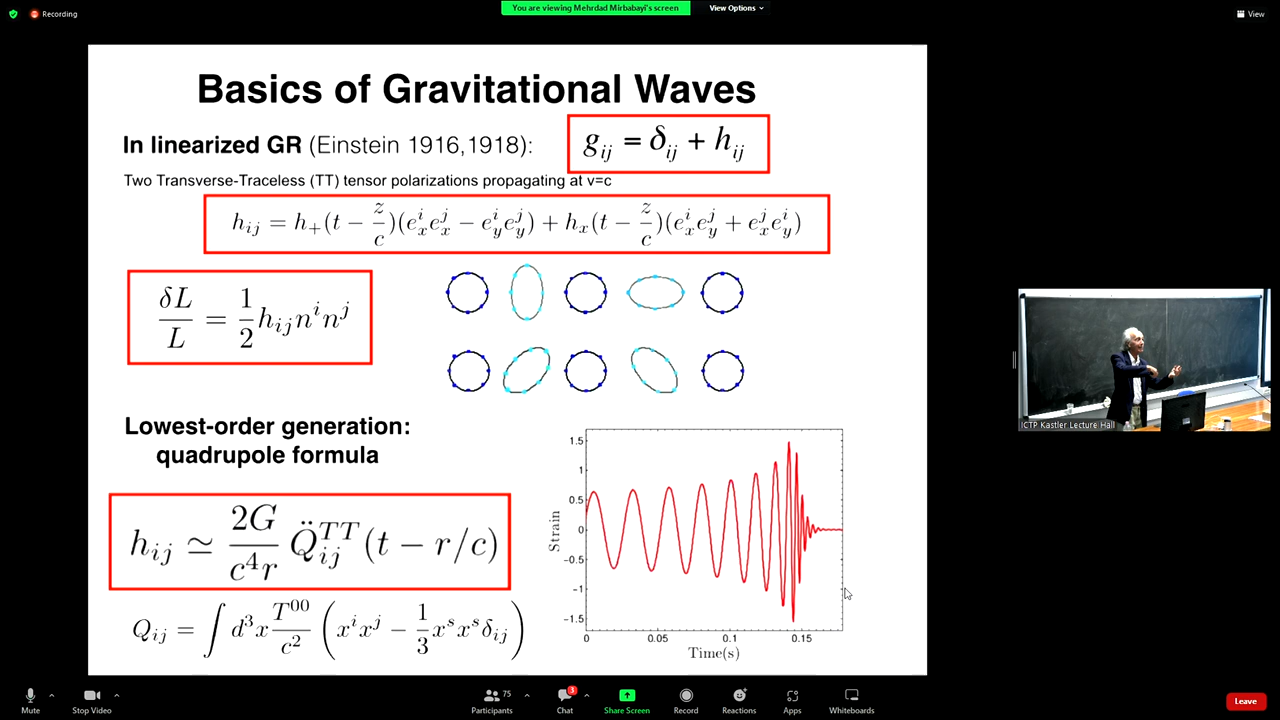 Recording
You are viewing Mehrdad Mirbabayi's screen
View Options
View
Basics of Gravitational Waves
In linearized GR (Einstein 1916,1918):
g_ij = δ_ij + h_ij
Two Transverse-Traceless (TT) tensor polarizations propagating at v=c
h_ij = h_+(t − z/c)(e_x^i e_x^j − e_y^i e_y^j) + h_x(t − z/c)(e_x^i e_y^j + e_x^j e_y^i)
δL/L = 1/2 h_ij n^i n^j
Lowest-order generation:
quadrupole formula
h_ij ≃ 2G/(c^4 r) Q̈_ij^TT (t − r/c)
Q_ij = ∫ d^3x T^00/c^2 (x^i x^j − 1/3 x^s x^s δ_ij)
Strain
1.5
1
0.5
0
−0.5
−1
−1.5
0 0.05 0.1 0.15
Time(s)
ICTP Kastler Lecture Hall
Mute
Stop Video
75
Participants
3
Chat
Share Screen
Record
Reactions
Apps
Whiteboards
Leave